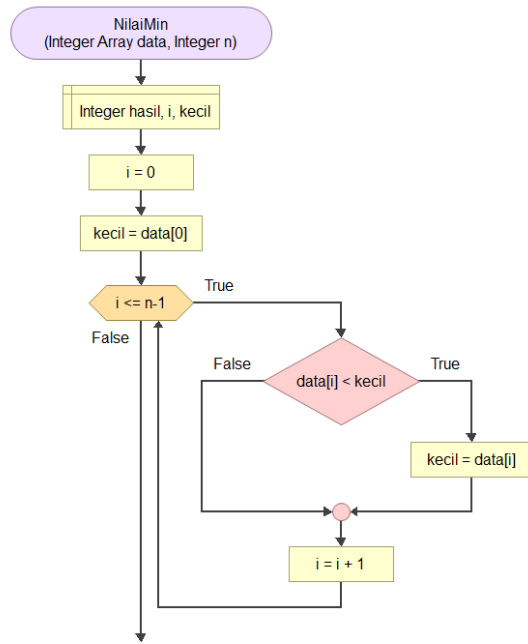 NilaiMin
(Integer Array data, Integer n)
Integer hasil, i, kecil
i = 0
kecil = data[0]
i <= n-1
True
False
data[i] < kecil
False
True
kecil = data[i]
i = i + 1